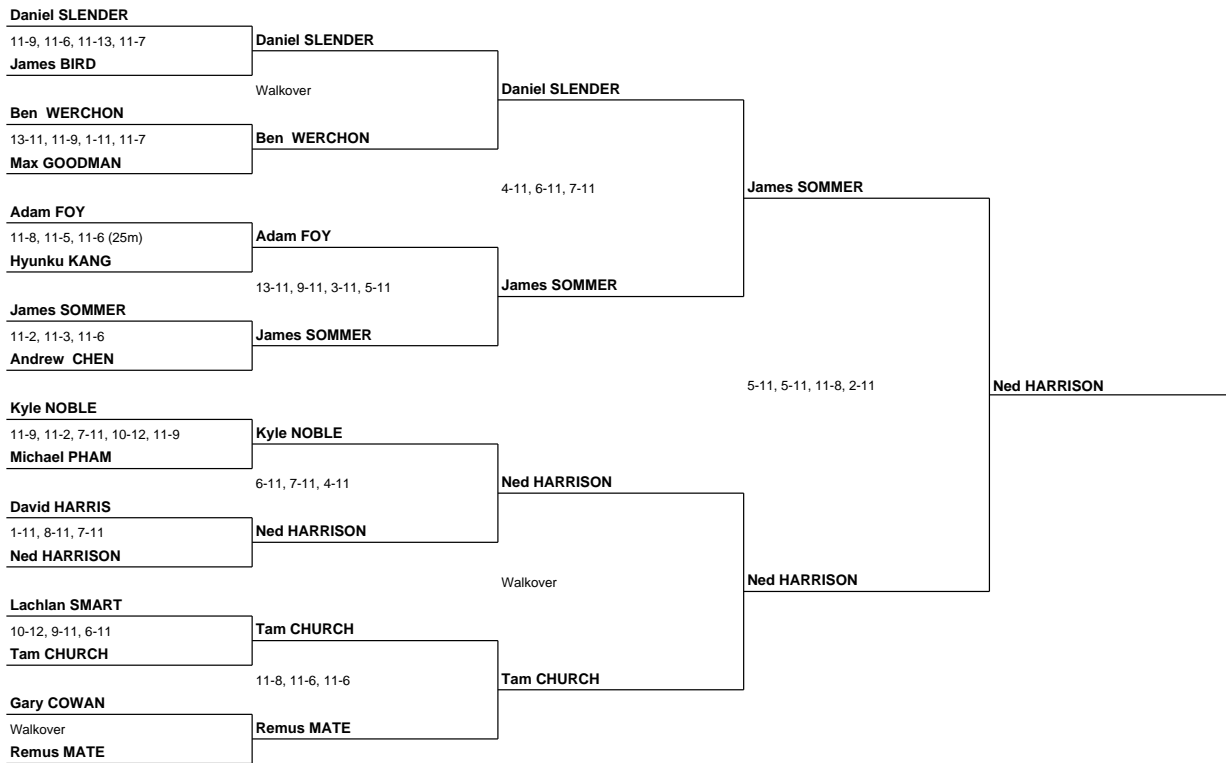 Daniel SLENDER
11-9, 11-6, 11-13, 11-7
James BIRD
Ben  WERCHON
13-11, 11-9, 1-11, 11-7
Max GOODMAN
Adam FOY
11-8, 11-5, 11-6 (25m)
Hyunku KANG
James SOMMER
11-2, 11-3, 11-6
Andrew  CHEN
Kyle NOBLE
11-9, 11-2, 7-11, 10-12, 11-9
Michael PHAM
David HARRIS
1-11, 8-11, 7-11
Ned HARRISON
Lachlan SMART
10-12, 9-11, 6-11
Tam CHURCH
Gary COWAN
Walkover
Remus MATE
Daniel SLENDER
Walkover
Ben  WERCHON
Adam FOY
13-11, 9-11, 3-11, 5-11
James SOMMER
Kyle NOBLE
6-11, 7-11, 4-11
Ned HARRISON
Tam CHURCH
11-8, 11-6, 11-6
Remus MATE
Daniel SLENDER
4-11, 6-11, 7-11
James SOMMER
Ned HARRISON
Walkover
Tam CHURCH
James SOMMER
5-11, 5-11, 11-8, 2-11
Ned HARRISON
Ned HARRISON